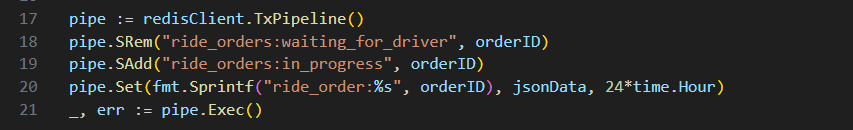 17 pipe := redisClient.TxPipeline()
18 pipe.SRem("ride_orders:waiting_for_driver", orderID)
19 pipe.SAdd("ride_orders:in_progress", orderID)
20 pipe.Set(fmt.Sprintf("ride_order:%s", orderID), jsonData, 24*time.Hour)
21 _, err := pipe.Exec()